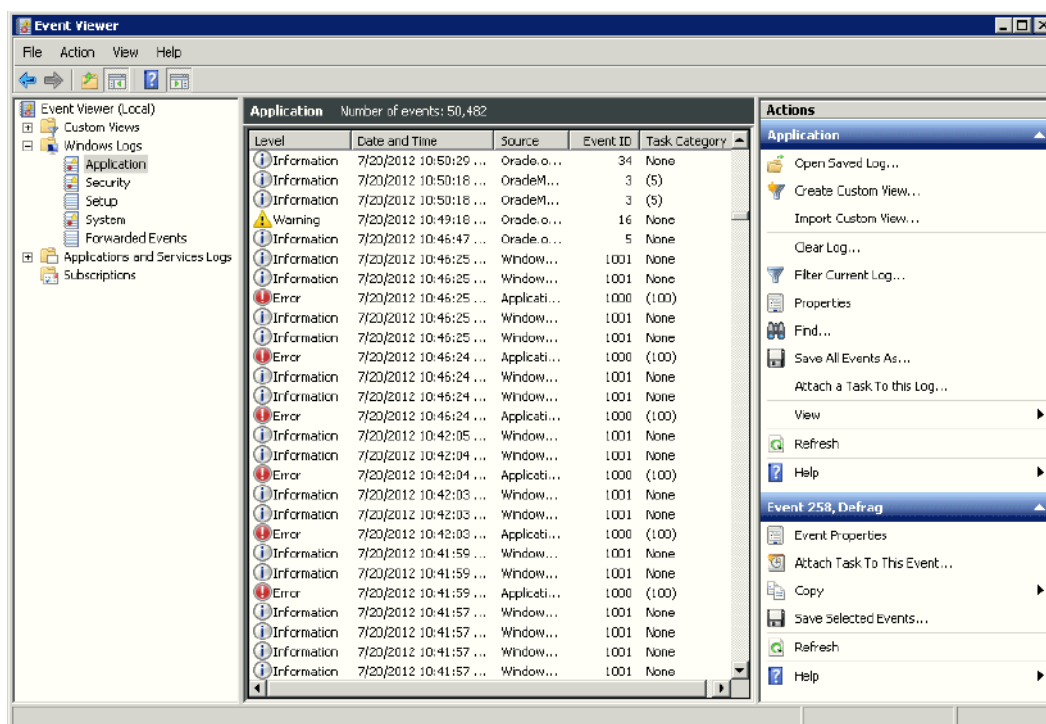 Event Viewer
File Action View Help
Event Viewer (Local)
Custom Views
Windows Logs
Application
Security
Setup
System
Forwarded Events
Applications and Services Logs
Subscriptions
Application Number of events: 50,482
Level Date and Time Source Event ID Task Category
Information 7/20/2012 10:50:29 ... Oracle.o... 34 None
Information 7/20/2012 10:50:18 ... OracleM... 3 (5)
Information 7/20/2012 10:50:18 ... OracleM... 3 (5)
Warning 7/20/2012 10:49:18 ... Oracle.o... 16 None
Information 7/20/2012 10:46:47 ... Oracle.o... 5 None
Information 7/20/2012 10:46:25 ... Window... 1001 None
Information 7/20/2012 10:46:25 ... Window... 1001 None
Error 7/20/2012 10:46:25 ... Applicati... 1000 (100)
Information 7/20/2012 10:46:25 ... Window... 1001 None
Information 7/20/2012 10:46:25 ... Window... 1001 None
Error 7/20/2012 10:46:24 ... Applicati... 1000 (100)
Information 7/20/2012 10:46:24 ... Window... 1001 None
Information 7/20/2012 10:46:24 ... Window... 1001 None
Error 7/20/2012 10:46:24 ... Applicati... 1000 (100)
Information 7/20/2012 10:42:05 ... Window... 1001 None
Information 7/20/2012 10:42:04 ... Window... 1001 None
Error 7/20/2012 10:42:04 ... Applicati... 1000 (100)
Information 7/20/2012 10:42:03 ... Window... 1001 None
Information 7/20/2012 10:42:03 ... Window... 1001 None
Error 7/20/2012 10:42:03 ... Applicati... 1000 (100)
Information 7/20/2012 10:41:59 ... Window... 1001 None
Information 7/20/2012 10:41:59 ... Window... 1001 None
Error 7/20/2012 10:41:59 ... Applicati... 1000 (100)
Information 7/20/2012 10:41:57 ... Window... 1001 None
Information 7/20/2012 10:41:57 ... Window... 1001 None
Information 7/20/2012 10:41:57 ... Window... 1001 None
Information 7/20/2012 10:41:57 ... Window... 1001 None
Actions
Application
Open Saved Log...
Create Custom View...
Import Custom View...
Clear Log...
Filter Current Log...
Properties
Find...
Save All Events As...
Attach a Task To this Log...
View
Refresh
Help
Event 258, Defrag
Event Properties
Attach Task To This Event...
Copy
Save Selected Events...
Refresh
Help